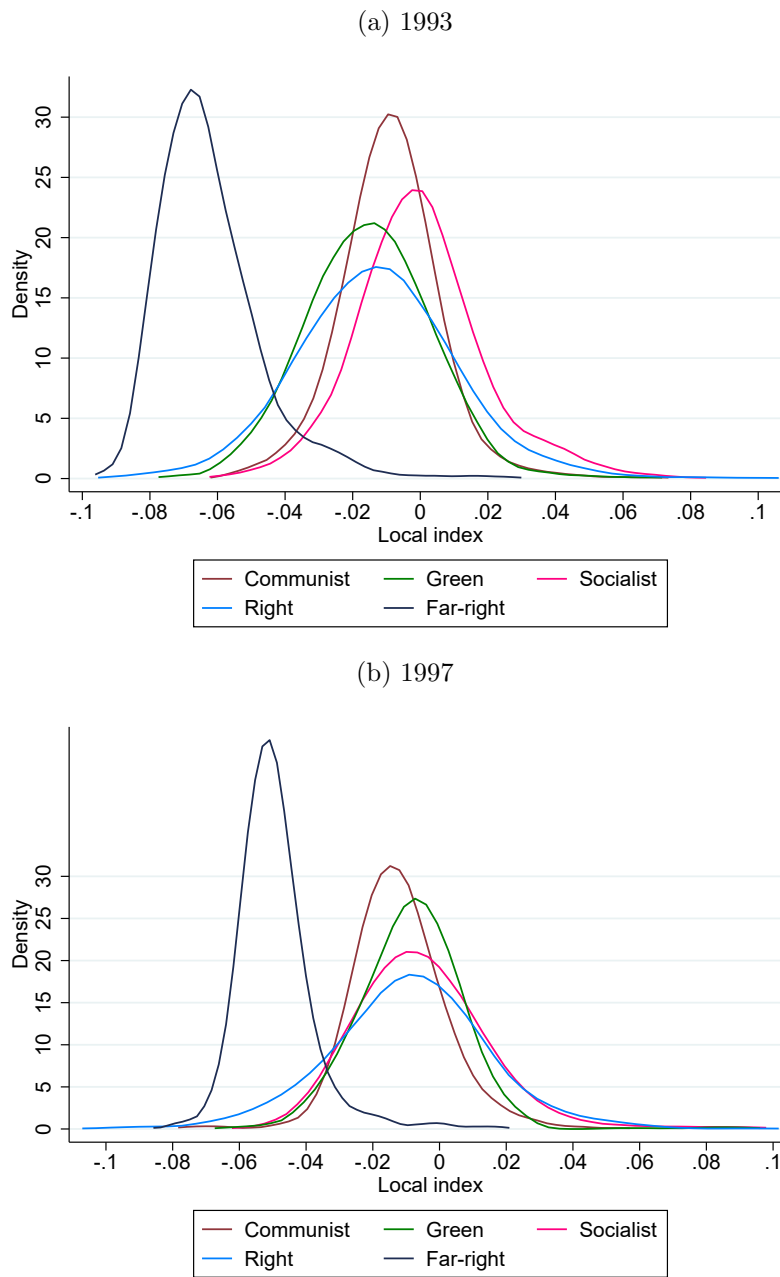 (a) 1993
30
25
20
15
10
5
0
Density
-.1 -.08 -.06 -.04 -.02 0 .02 .04 .06 .08 .1
Local index
Communist Green Socialist
Right Far-right
(b) 1997
30
25
20
15
10
5
0
Density
-.1 -.08 -.06 -.04 -.02 0 .02 .04 .06 .08 .1
Local index
Communist Green Socialist
Right Far-right